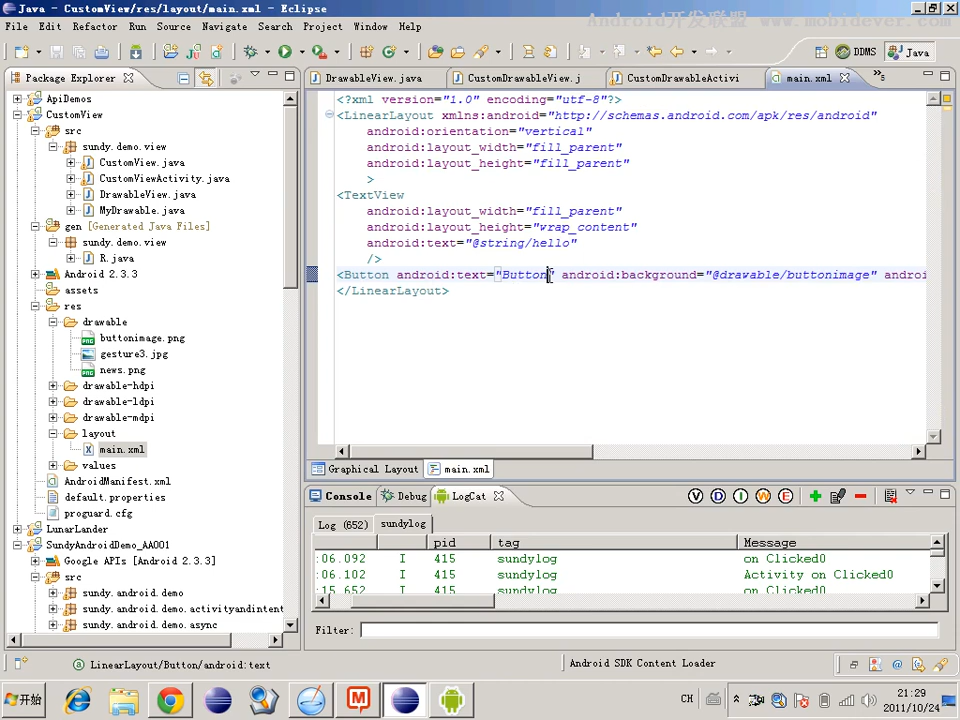 Java - CustomView/res/layout/main.xml - Eclipse
Android开发联盟 www.mobidever.com
File Edit Refactor Run Source Navigate Search Project Window Help
DDMS Java
Package Explorer
DrawableView.java CustomDrawableView.j CustomDrawableActivi main.xml »5
ApiDemos
CustomView
src
sundy.demo.view
CustomView.java
CustomViewActivity.java
DrawableView.java
MyDrawable.java
gen [Generated Java Files]
sundy.demo.view
R.java
Android 2.3.3
assets
res
drawable
buttonimage.png
gesture3.jpg
news.png
drawable-hdpi
drawable-ldpi
drawable-mdpi
layout
main.xml
values
AndroidManifest.xml
default.properties
proguard.cfg
LunarLander
SundyAndroidDemo_AA001
Google APIs [Android 2.3.3]
src
sundy.android.demo
sundy.android.demo.activityandintent
sundy.android.demo.async
<?xml version="1.0" encoding="utf-8"?>
<LinearLayout xmlns:android="http://schemas.android.com/apk/res/android"
android:orientation="vertical"
android:layout_width="fill_parent"
android:layout_height="fill_parent"
>
<TextView
android:layout_width="fill_parent"
android:layout_height="wrap_content"
android:text="@string/hello"
/>
<Button android:text="Button" android:background="@drawable/buttonimage" androi
</LinearLayout>
Graphical Layout main.xml
Console Debug LogCat
V D I W E
Log (652) sundylog
pid tag Message
:06.092 I 415 sundylog on Clicked0
:06.102 I 415 sundylog Activity on Clicked0
:15.652 I 415 sundylog on Clicked0
Filter:
LinearLayout/Button/android:text Android SDK Content Loader
开始 CH 21:29
2011/10/24